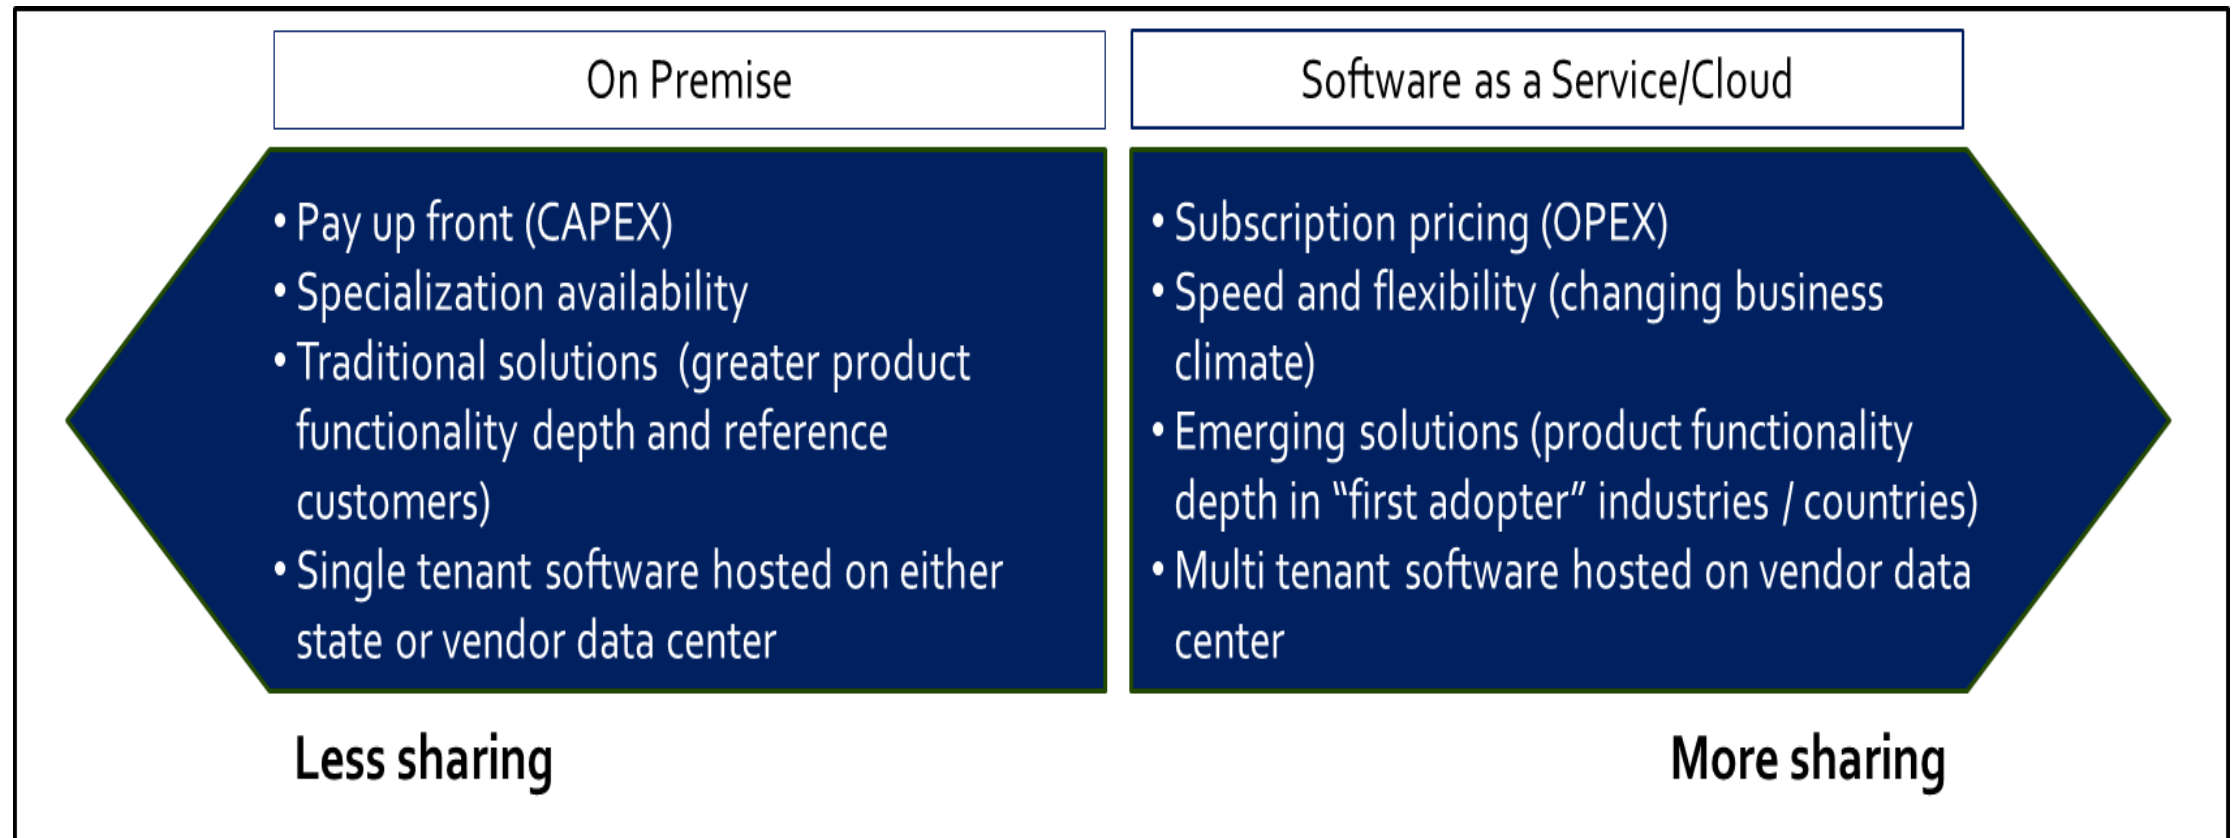 On Premise
Software as a Service/Cloud
• Pay up front (CAPEX)
• Specialization availability
• Traditional solutions (greater product
functionality depth and reference
customers)
• Single tenant software hosted on either
state or vendor data center
• Subscription pricing (OPEX)
• Speed and flexibility (changing business
climate)
• Emerging solutions (product functionality
depth in “first adopter” industries / countries)
• Multi tenant software hosted on vendor data
center
Less sharing
More sharing